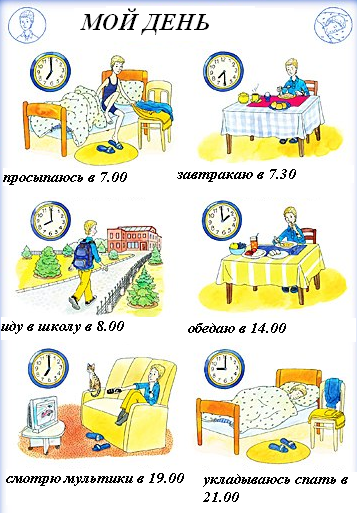 МОЙ ДЕНЬ
просыпаюсь в 7.00
завтракаю в 7.30
иду в школу в 8.00
обедаю в 14.00
смотрю мультики в 19.00
укладываюсь спать в
21.00